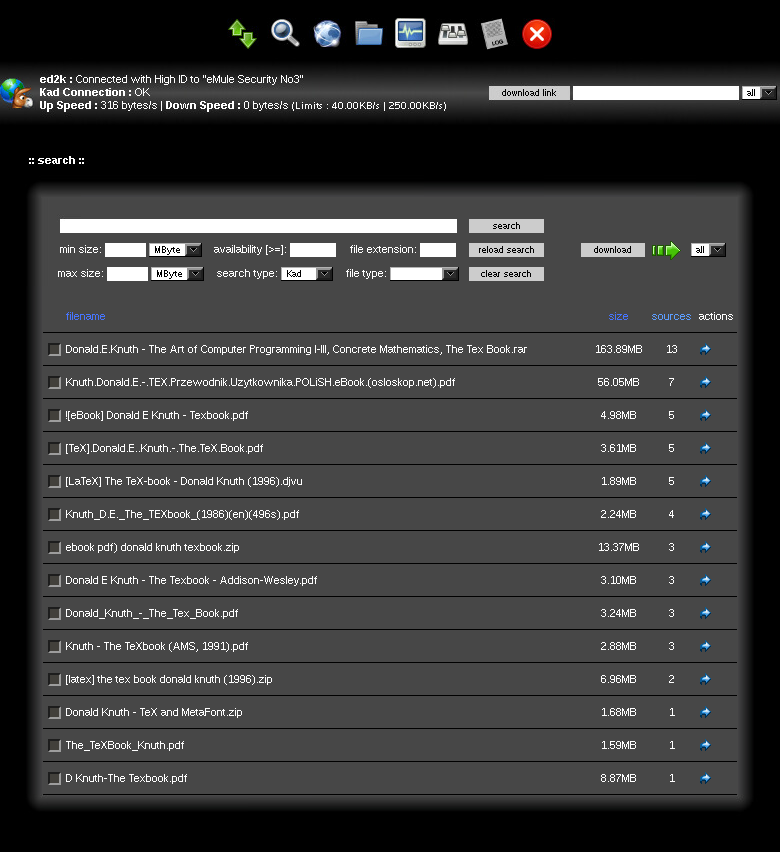 LOG
ed2k : Connected with High ID to "eMule Security No3"
Kad Connection : OK
Up Speed : 316 bytes/s | Down Speed : 0 bytes/s (Limits : 40.00KB/s | 250.00KB/s)
download link all
:: search ::
search
min size: MByte availability [>=]: file extension: reload search download all
max size: MByte search type: Kad file type: clear search
filename size sources actions
Donald.E.Knuth - The Art of Computer Programming I-III, Concrete Mathematics, The Tex Book.rar 163.89MB 13
Knuth.Donald.E.-.TEX.Przewodnik.Uzytkownika.POLiSH.eBook.(osloskop.net).pdf 56.05MB 7
![eBook] Donald E Knuth - Texbook.pdf 4.98MB 5
[TeX].Donald.E..Knuth.-.The.TeX.Book.pdf 3.61MB 5
[LaTeX] The TeX-book - Donald Knuth (1996).djvu 1.89MB 5
Knuth_D.E._The_TEXbook_(1986)(en)(496s).pdf 2.24MB 4
ebook pdf) donald knuth texbook.zip 13.37MB 3
Donald E Knuth - The Texbook - Addison-Wesley.pdf 3.10MB 3
Donald_Knuth_-_The_Tex_Book.pdf 3.24MB 3
Knuth - The TeXbook (AMS, 1991).pdf 2.88MB 3
[latex] the tex book donald knuth (1996).zip 6.96MB 2
Donald Knuth - TeX and MetaFont.zip 1.68MB 1
The_TeXBook_Knuth.pdf 1.59MB 1
D Knuth-The Texbook.pdf 8.87MB 1